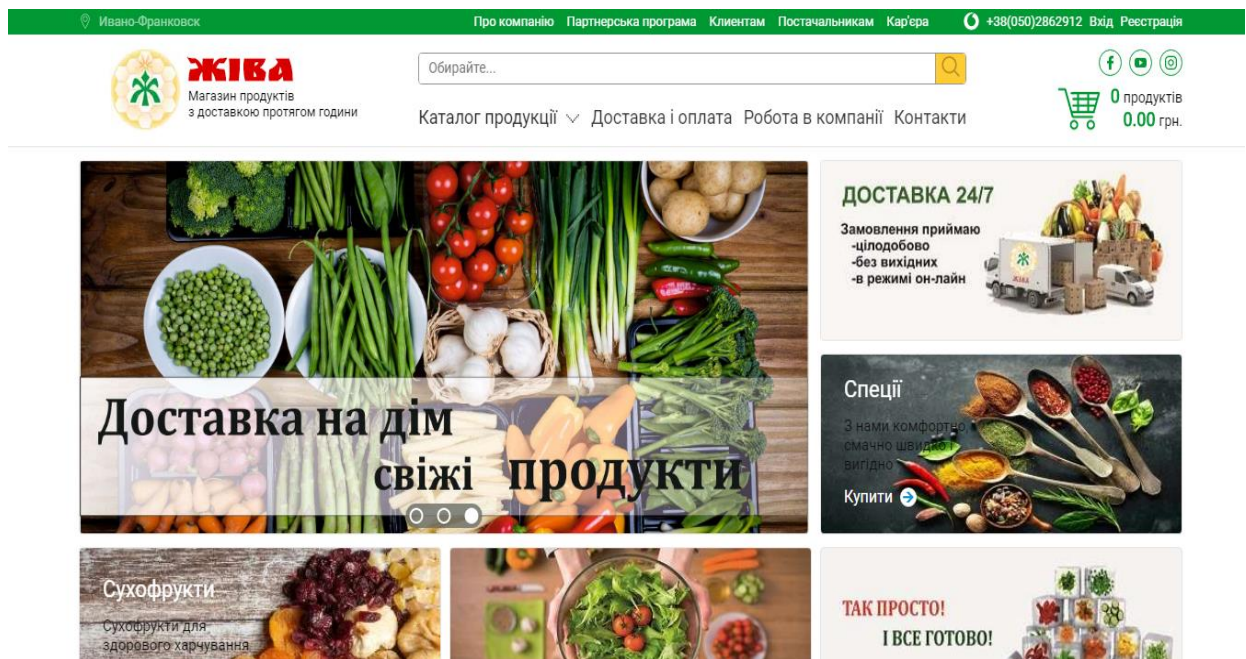 Ивано-Франковск
Про компанію Партнерська програма Клиентам Постачальникам Кар'єра +38(050)2862912 Вхід Реєстрація
ЖІВА
Магазин продуктів
з доставкою протягом години
Обирайте...
Каталог продукції Доставка і оплата Робота в компанії Контакти
0 продуктів
0.00 грн.
Доставка на дім
свіжі продукти
ДОСТАВКА 24/7
Замовлення приймаю
-цілодобово
-без вихідних
-в режимі он-лайн
ЖІВА
Спеції
З нами комфортно
смачно швидко і
вигідно
Купити
Сухофрукти
Сухофрукти для
здорового харчування
ТАК ПРОСТО!
І ВСЕ ГОТОВО!